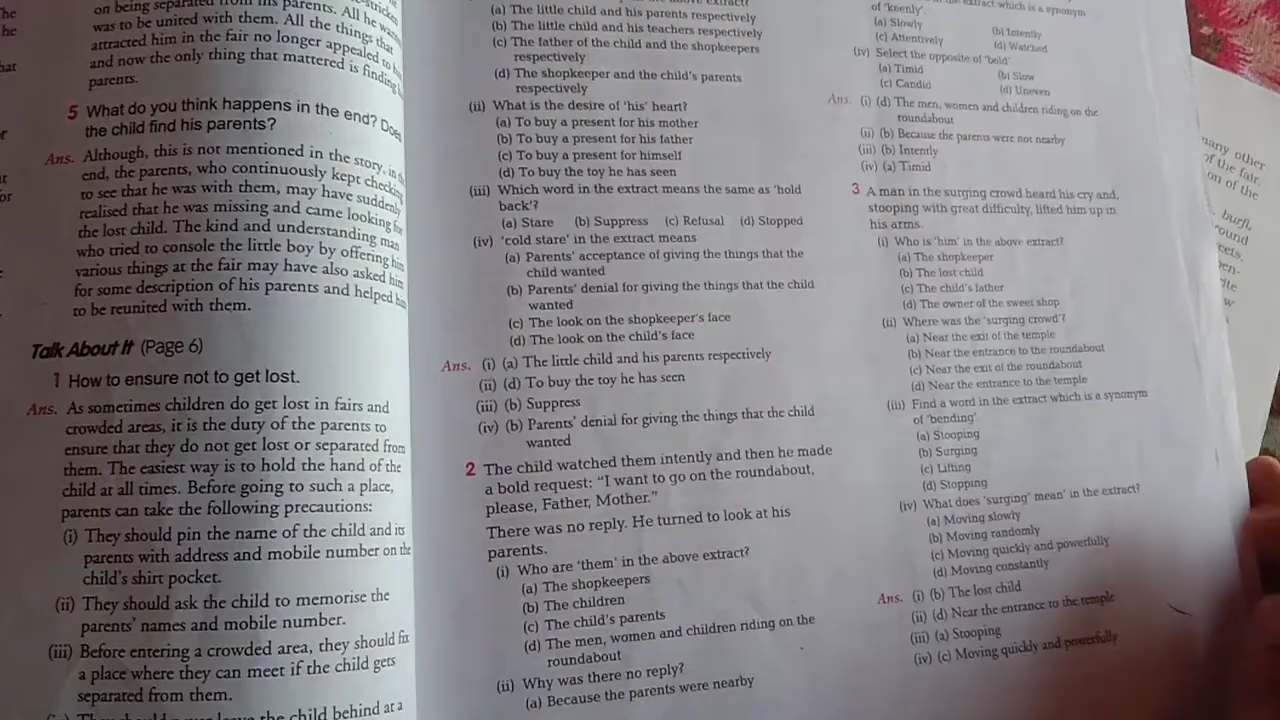 he
he
hat
r
or
on being separated from his parents. All he
was to be united with them. All the things that
attracted him in the fair no longer appealed to
and now the only thing that mattered is finding
parents.
5 What do you think happens in the end? Does
the child find his parents?
Ans. Although, this is not mentioned in the story, in
end, the parents, who continuously kept checking
to see that he was with them, may have suddenly
realised that he was missing and came looking for
the lost child. The kind and understanding man
who tried to console the little boy by offering him
various things at the fair may have also asked him
for some description of his parents and helped him
to be reunited with them.
Talk About It (Page 6)
1 How to ensure not to get lost.
Ans. As sometimes children do get lost in fairs and
crowded areas, it is the duty of the parents to
ensure that they do not get lost or separated from
them. The easiest way is to hold the hand of the
child at all times. Before going to such a place,
parents can take the following precautions:
(i) They should pin the name of the child and its
parents with address and mobile number on the
child's shirt pocket.
(ii) They should ask the child to memorise the
parents' names and mobile number.
(iii) Before entering a crowded area, they should fix
a place where they can meet if the child gets
separated from them.
the child behind at a
(a) The little child and his parents respectively
(b) The little child and his teachers respectively
(c) The father of the child and the shopkeepers
respectively
(d) The shopkeeper and the child's parents
respectively
(ii) What is the desire of 'his' heart?
(a) To buy a present for his mother
(b) To buy a present for his father
(c) To buy a present for himself
(d) To buy the toy he has seen
(iii) Which word in the extract means the same as 'hold
back'?
(a) Stare (b) Suppress (c) Refusal (d) Stopped
(iv) 'cold stare' in the extract means
(a) Parents' acceptance of giving the things that the
child wanted
(b) Parents' denial for giving the things that the child
wanted
(c) The look on the shopkeeper's face
(d) The look on the child's face
Ans. (i) (a) The little child and his parents respectively
(ii) (d) To buy the toy he has seen
(iii) (b) Suppress
(iv) (b) Parents' denial for giving the things that the child
wanted
2 The child watched them intently and then he made
a bold request: “I want to go on the roundabout,
please, Father, Mother.”
There was no reply. He turned to look at his
parents.
(i) Who are 'them' in the above extract?
(a) The shopkeepers
(b) The children
(c) The child's parents
(d) The men, women and children riding on the
roundabout
(ii) Why was there no reply?
(a) Because the parents were nearby
extract which is a synonym
of 'keenly'.
(a) Slowly (b) Intently
(c) Attentively (d) Watched
(iv) Select the opposite of 'bold'
(a) Timid (b) Slow
(c) Candid (d) Uneven
Ans. (i) (d) The men, women and children riding on the
roundabout
(ii) (b) Because the parents were not nearby
(iii) (b) Intently
(iv) (a) Timid
3 A man in the surging crowd heard his cry and,
stooping with great difficulty, lifted him up in
his arms.
(i) Who is 'him' in the above extract?
(a) The shopkeeper
(b) The lost child
(c) The child's father
(d) The owner of the sweet shop
(ii) Where was the 'surging crowd'?
(a) Near the exit of the temple
(b) Near the entrance to the roundabout
(c) Near the exit of the roundabout
(d) Near the entrance to the temple
(iii) Find a word in the extract which is a synonym
of 'bending'
(a) Stooping
(b) Surging
(c) Lifting
(d) Stopping
(iv) What does 'surging' mean' in the extract?
(a) Moving slowly
(b) Moving randomly
(c) Moving quickly and powerfully
(d) Moving constantly
Ans. (i) (b) The lost child
(ii) (d) Near the entrance to the temple
(iii) (a) Stooping
(iv) (c) Moving quickly and powerfully
many other
of the fair,
on of the
burfi,